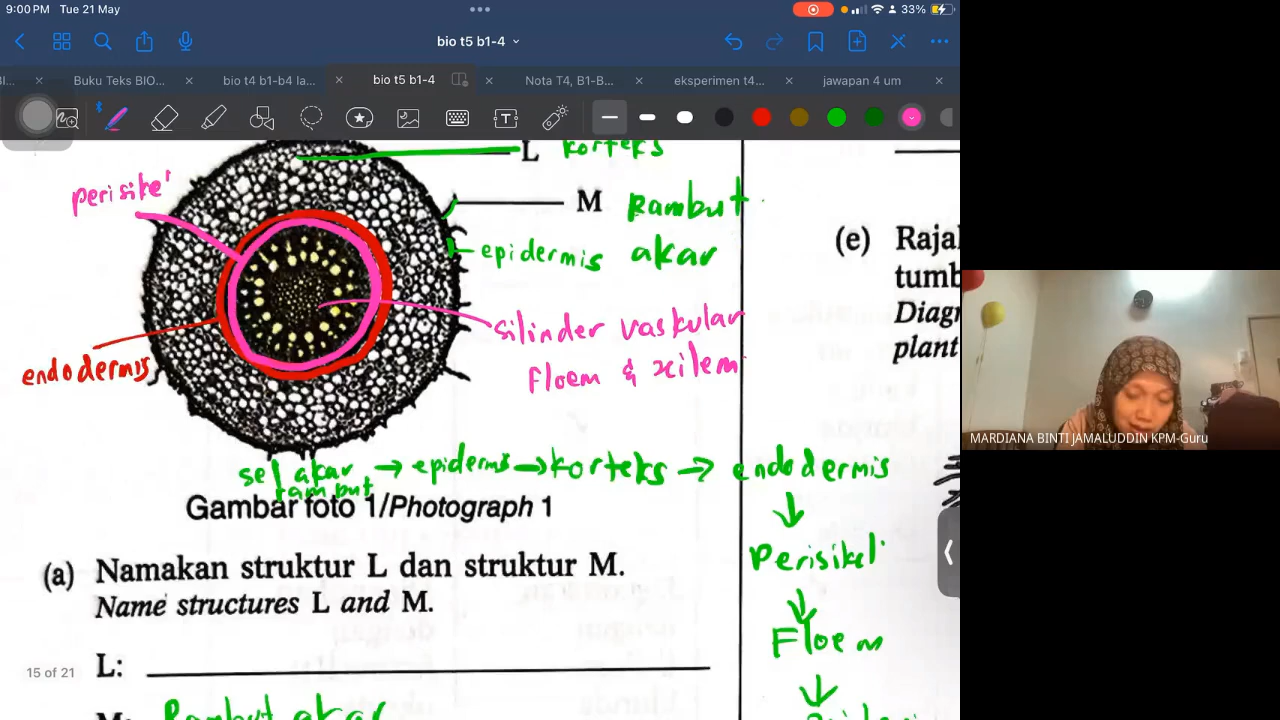 9:00 PM Tue 21 May
33%
bio t5 b1-4
Buku Teks BIO...
bio t4 b1-b4 la...
bio t5 b1-4
Nota T4, B1-B...
eksperimen t4...
jawapan 4 um
L korteks
perisikel
M Rambut
epidermis akar
(e) Raja
tumb
Diag
plant
silinder vaskular
Floem & xilem
endodermis
MARDIANA BINTI JAMALUDDIN KPM-Guru
sel akar → epidermis → korteks → endodermis
rambut
Gambar foto 1/Photograph 1
Perisikel
(a) Namakan struktur L dan struktur M.
Name structures L and M.
Floem
15 of 21
L:
M: Rambut akar